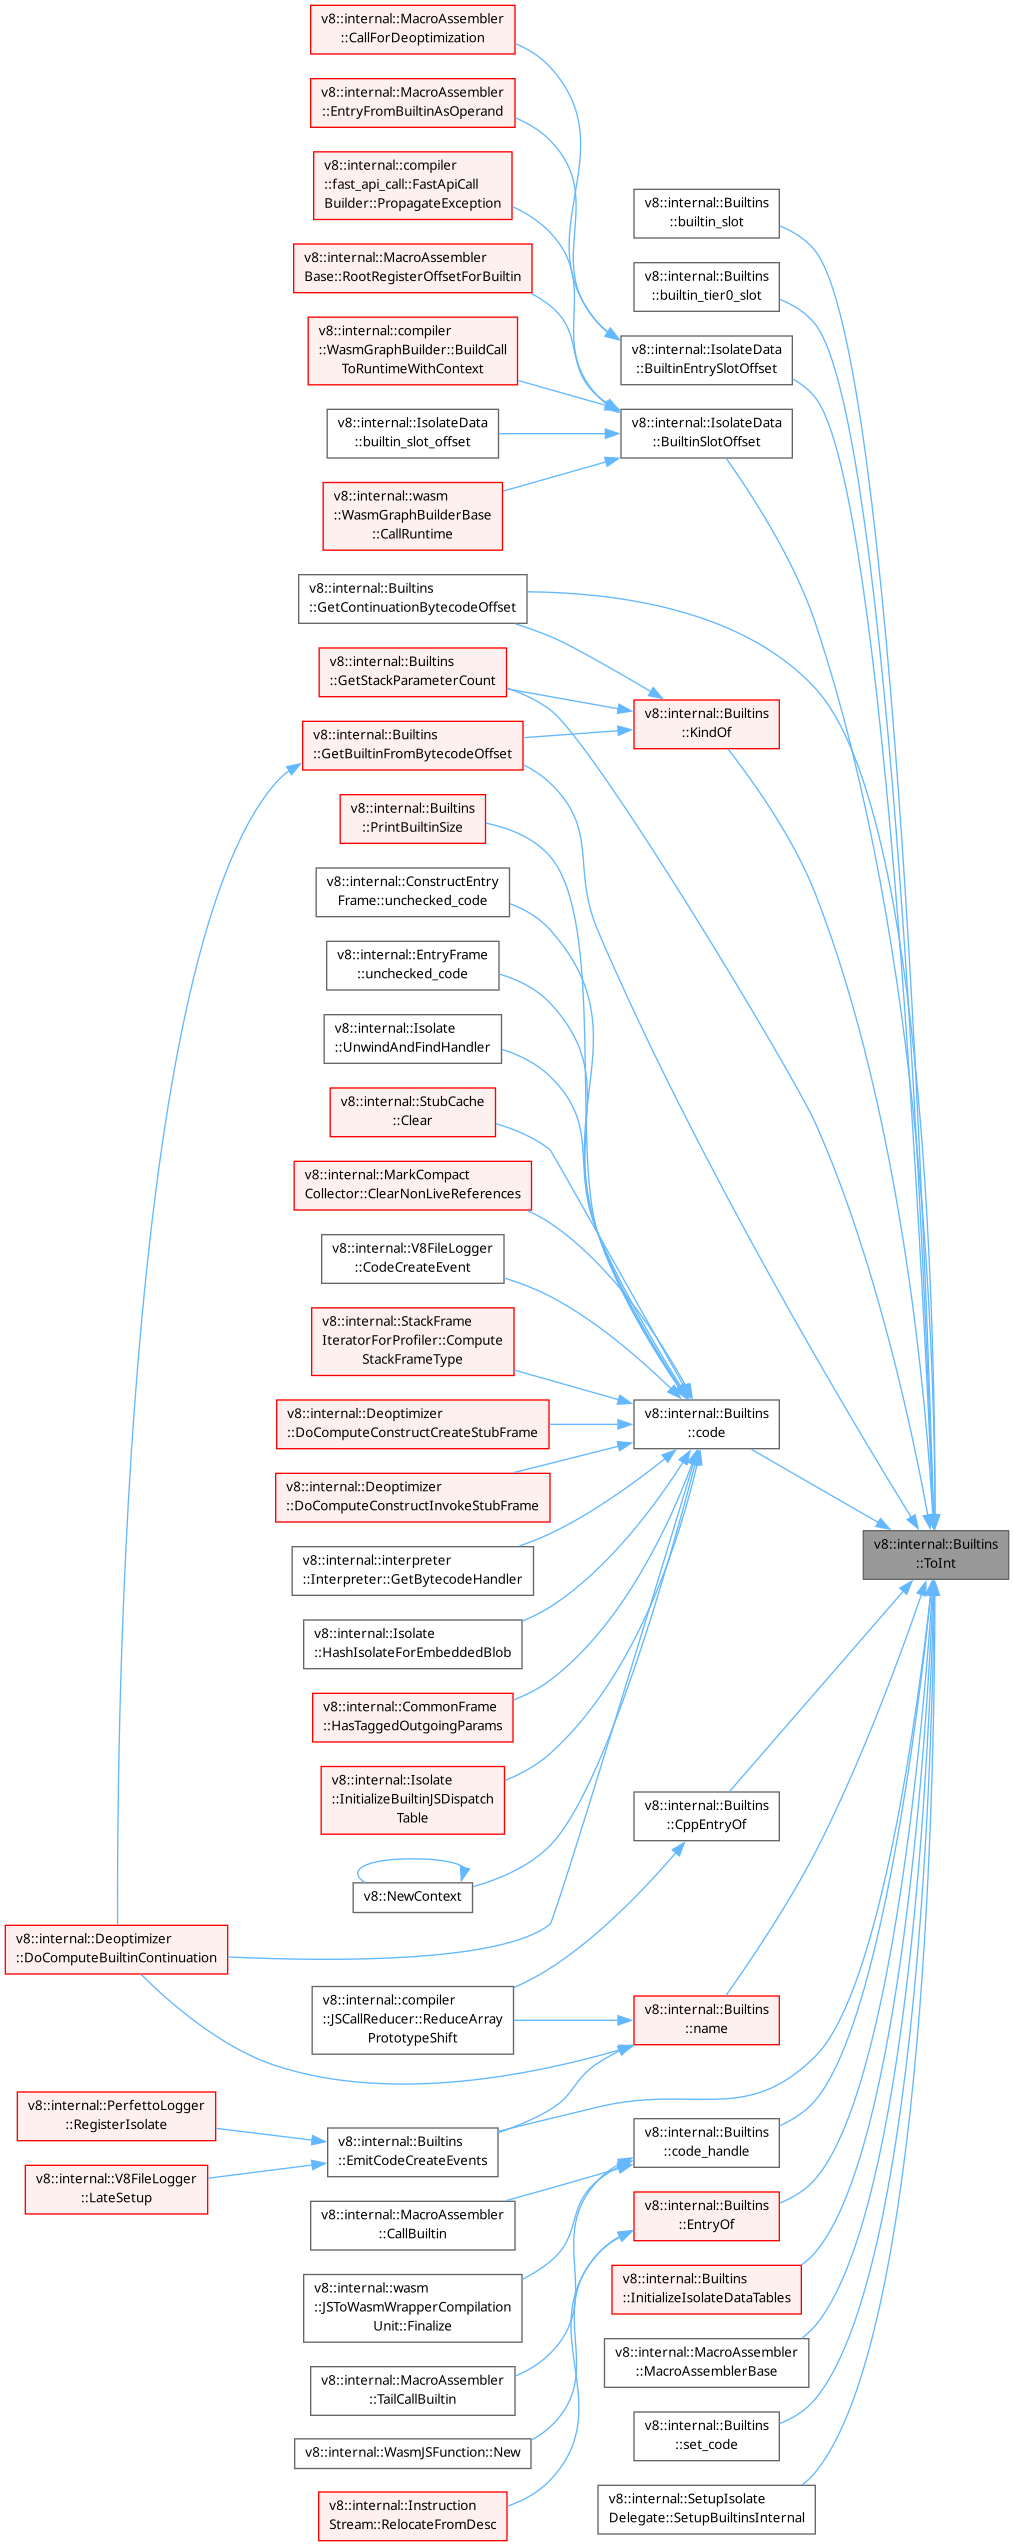 v8::internal::MacroAssembler
::CallForDeoptimization
v8::internal::MacroAssembler
::EntryFromBuiltinAsOperand
v8::internal::compiler
::fast_api_call::FastApiCall
Builder::PropagateException
v8::internal::MacroAssembler
Base::RootRegisterOffsetForBuiltin
v8::internal::compiler
::WasmGraphBuilder::BuildCall
ToRuntimeWithContext
v8::internal::IsolateData
::builtin_slot_offset
v8::internal::wasm
::WasmGraphBuilderBase
::CallRuntime
v8::internal::Builtins
::GetContinuationBytecodeOffset
v8::internal::Builtins
::GetStackParameterCount
v8::internal::Builtins
::GetBuiltinFromBytecodeOffset
v8::internal::Builtins
::PrintBuiltinSize
v8::internal::ConstructEntry
Frame::unchecked_code
v8::internal::EntryFrame
::unchecked_code
v8::internal::Isolate
::UnwindAndFindHandler
v8::internal::StubCache
::Clear
v8::internal::MarkCompact
Collector::ClearNonLiveReferences
v8::internal::V8FileLogger
::CodeCreateEvent
v8::internal::StackFrame
IteratorForProfiler::Compute
StackFrameType
v8::internal::Deoptimizer
::DoComputeConstructCreateStubFrame
v8::internal::Deoptimizer
::DoComputeConstructInvokeStubFrame
v8::internal::interpreter
::Interpreter::GetBytecodeHandler
v8::internal::Isolate
::HashIsolateForEmbeddedBlob
v8::internal::CommonFrame
::HasTaggedOutgoingParams
v8::internal::Isolate
::InitializeBuiltinJSDispatch
Table
v8::NewContext
v8::internal::Deoptimizer
::DoComputeBuiltinContinuation
v8::internal::compiler
::JSCallReducer::ReduceArray
PrototypeShift
v8::internal::PerfettoLogger
::RegisterIsolate
v8::internal::V8FileLogger
::LateSetup
v8::internal::Builtins
::EmitCodeCreateEvents
v8::internal::MacroAssembler
::CallBuiltin
v8::internal::wasm
::JSToWasmWrapperCompilation
Unit::Finalize
v8::internal::MacroAssembler
::TailCallBuiltin
v8::internal::WasmJSFunction::New
v8::internal::Instruction
Stream::RelocateFromDesc
v8::internal::Builtins
::builtin_slot
v8::internal::Builtins
::builtin_tier0_slot
v8::internal::IsolateData
::BuiltinEntrySlotOffset
v8::internal::IsolateData
::BuiltinSlotOffset
v8::internal::Builtins
::KindOf
v8::internal::Builtins
::code
v8::internal::Builtins
::CppEntryOf
v8::internal::Builtins
::name
v8::internal::Builtins
::code_handle
v8::internal::Builtins
::EntryOf
v8::internal::Builtins
::InitializeIsolateDataTables
v8::internal::MacroAssembler
::MacroAssemblerBase
v8::internal::Builtins
::set_code
v8::internal::SetupIsolate
Delegate::SetupBuiltinsInternal
v8::internal::Builtins
::ToInt